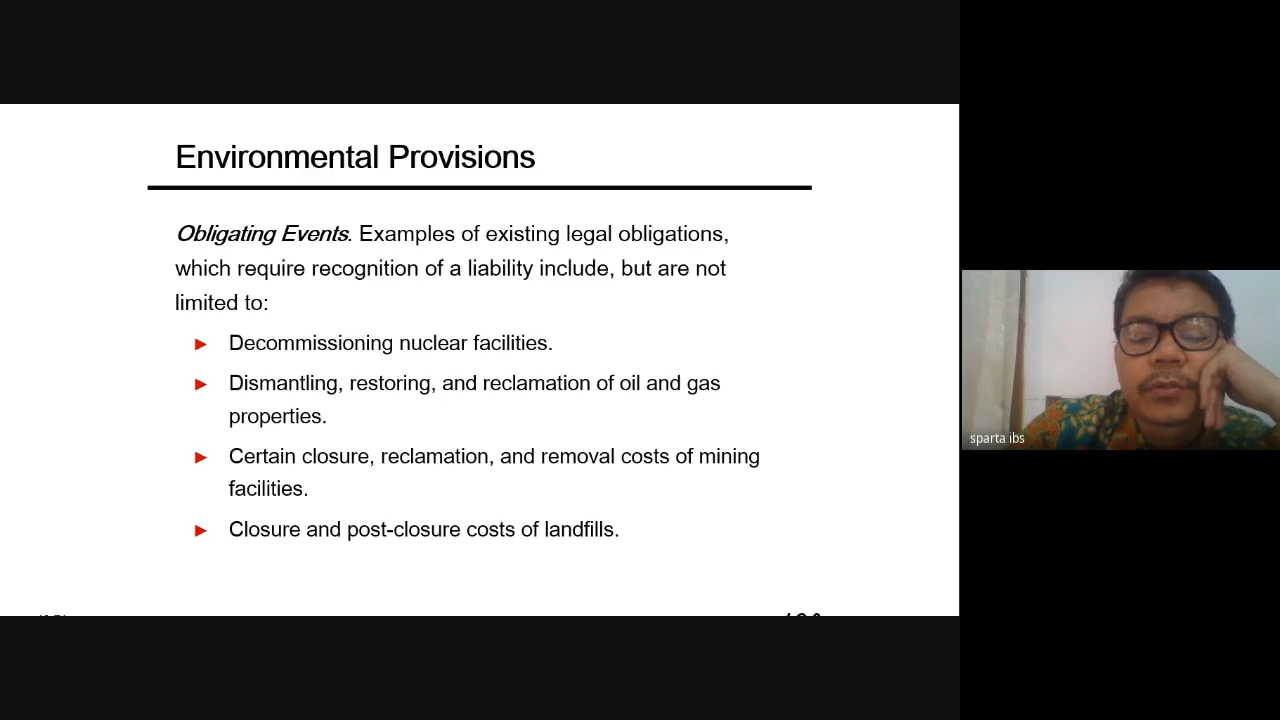 Environmental Provisions
Obligating Events. Examples of existing legal obligations,
which require recognition of a liability include, but are not
limited to:
► Decommissioning nuclear facilities.
► Dismantling, restoring, and reclamation of oil and gas
properties.
► Certain closure, reclamation, and removal costs of mining
facilities.
► Closure and post-closure costs of landfills.
sparta ibs